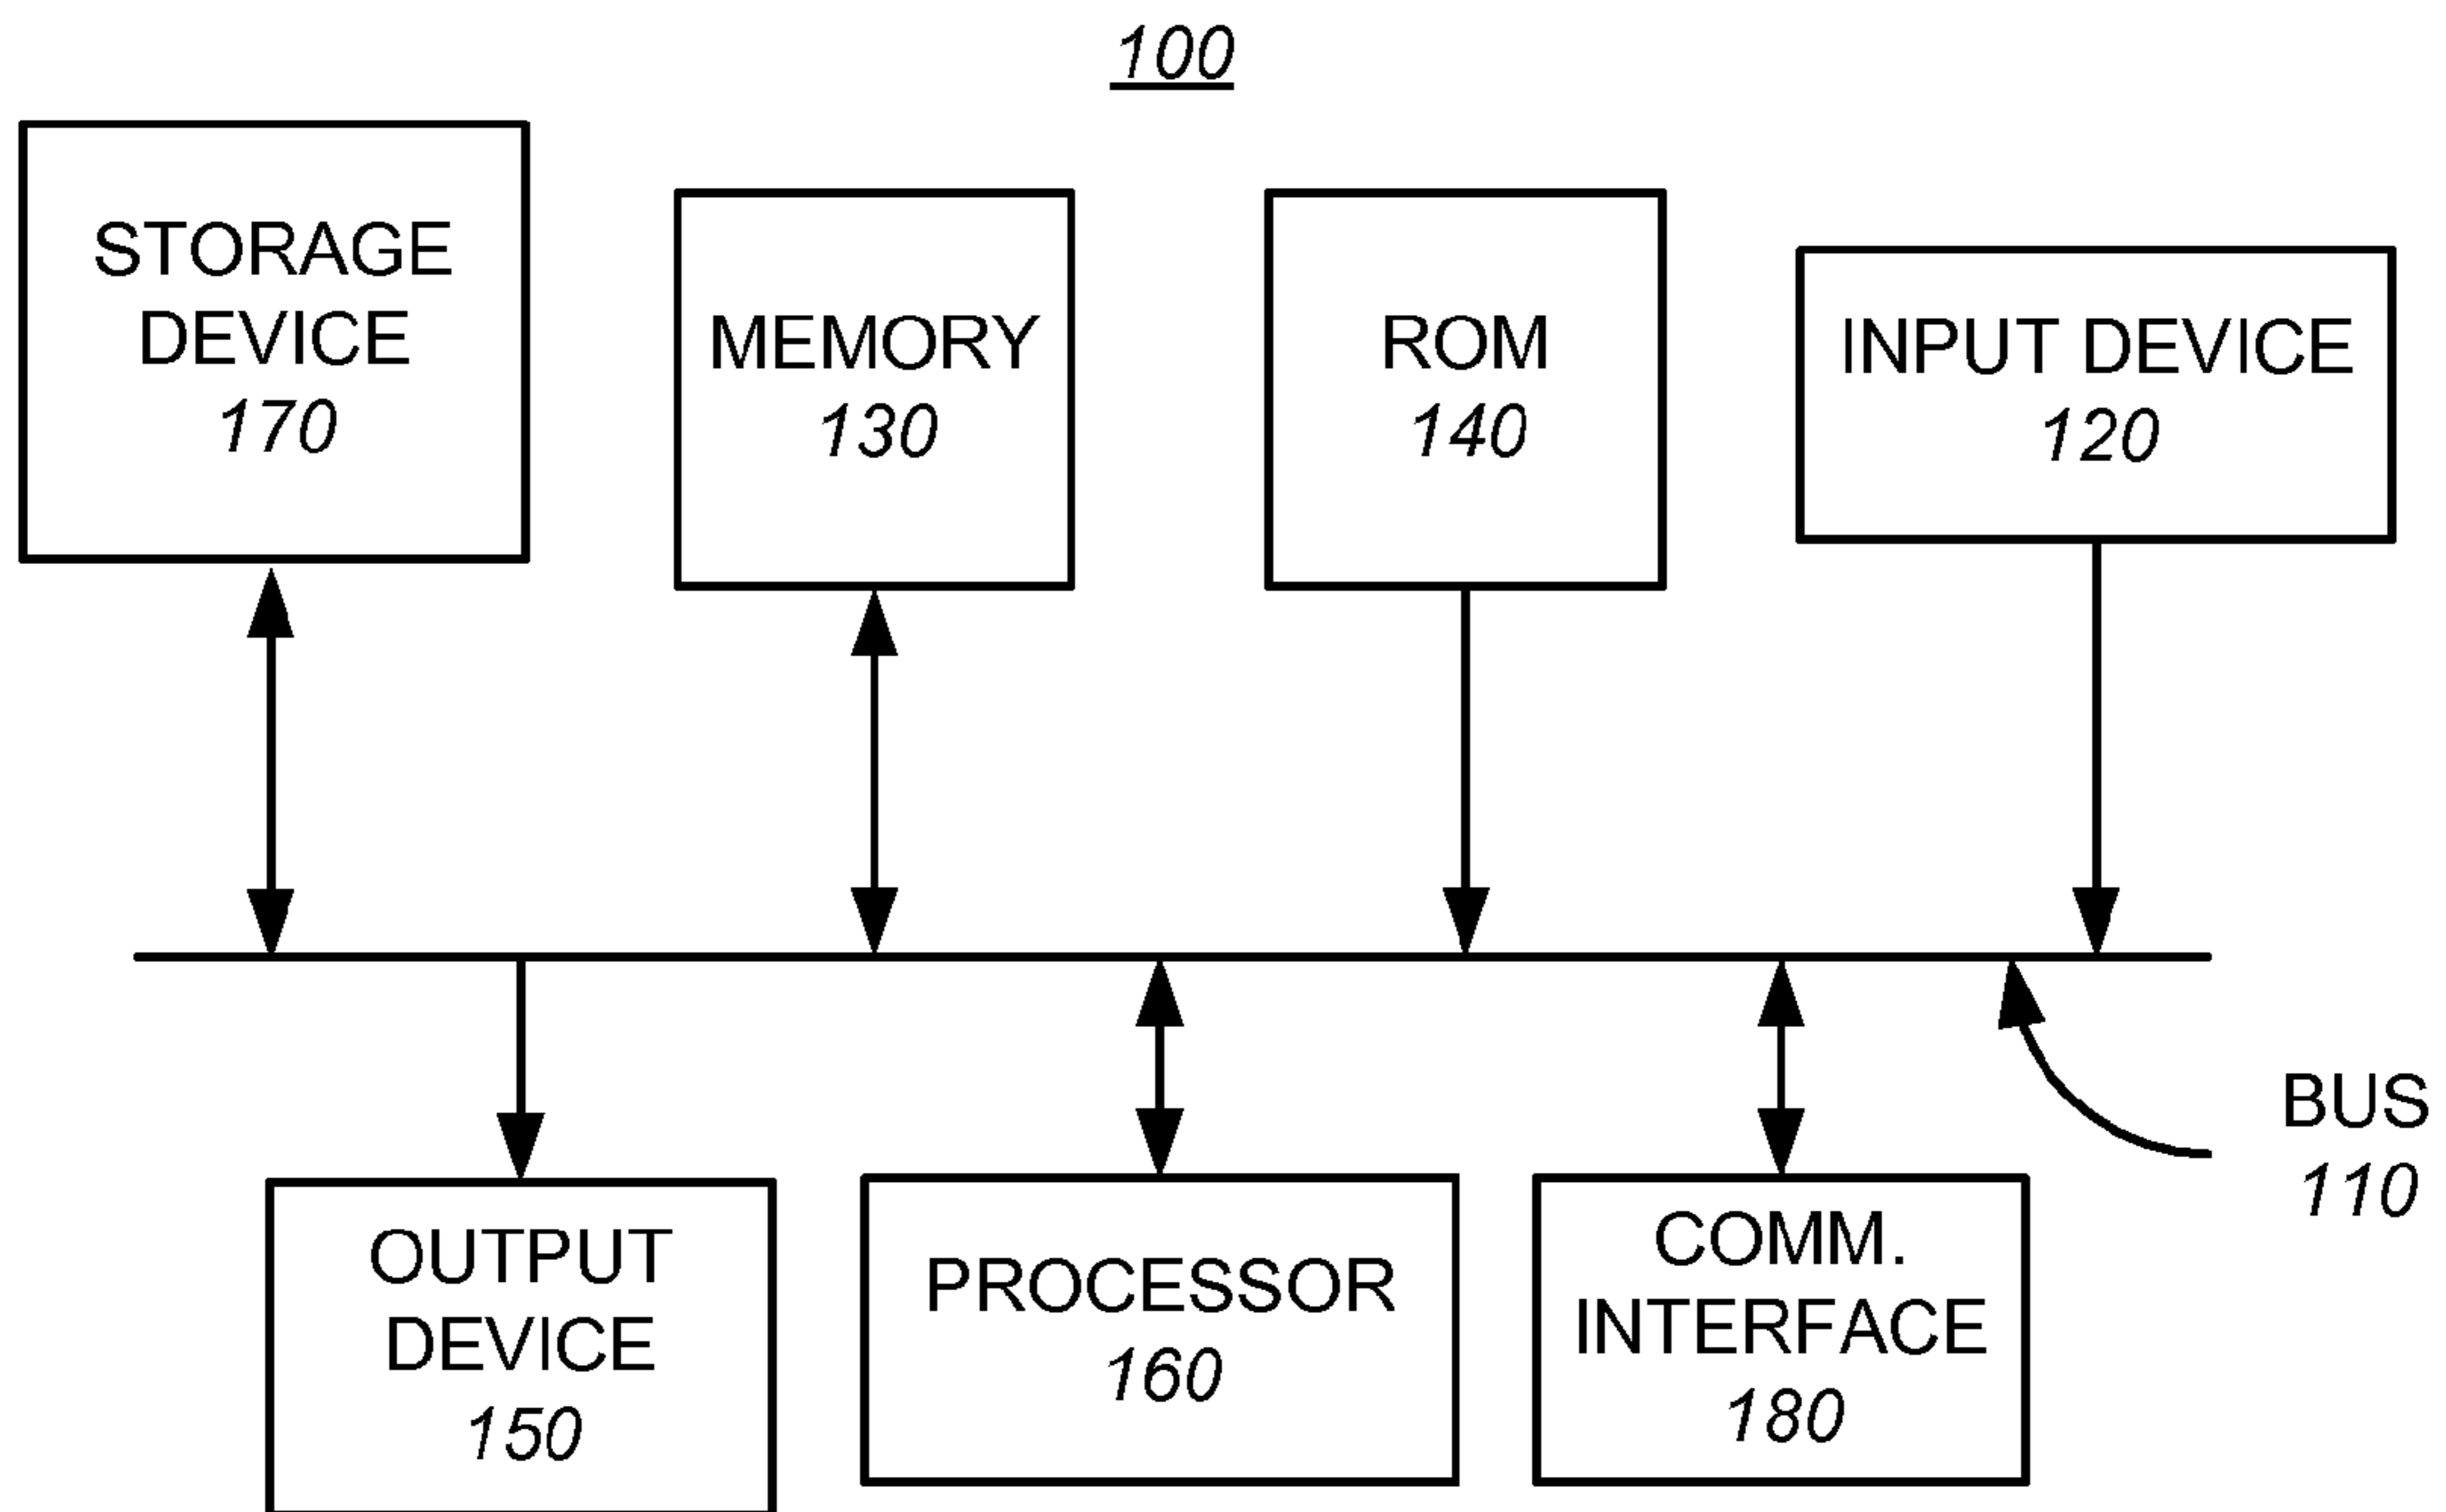 100
STORAGE
DEVICE
170
MEMORY
130
ROM
140
INPUT DEVICE
120
BUS
110
OUTPUT
DEVICE
150
PROCESSOR
160
COMM.
INTERFACE
180